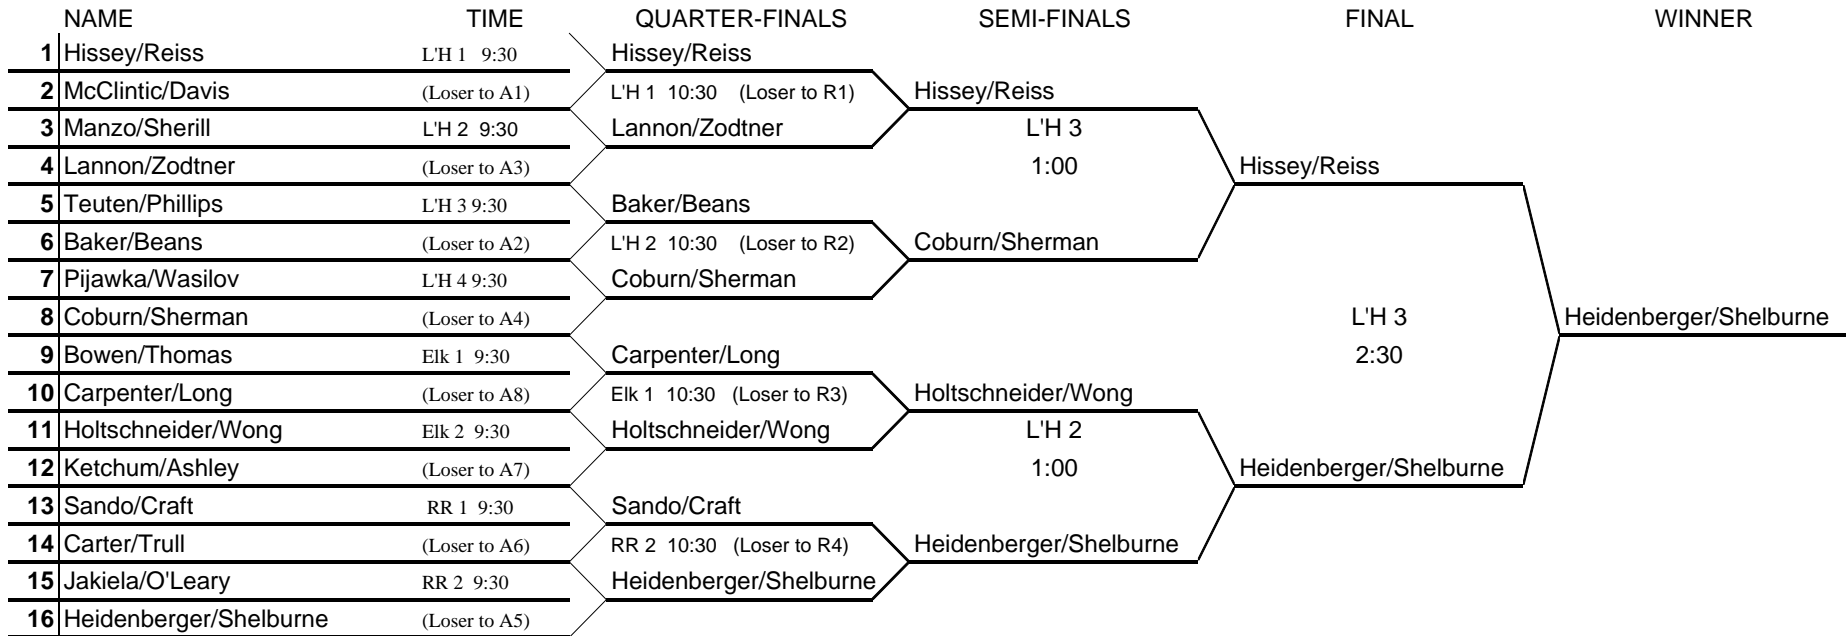 NAME TIME QUARTER-FINALS SEMI-FINALS FINAL WINNER
1 Hissey/Reiss L'H 1 9:30 Hissey/Reiss
2 McClintic/Davis (Loser to A1) L'H 1 10:30 (Loser to R1) Hissey/Reiss
3 Manzo/Sherill L'H 2 9:30 Lannon/Zodtner L'H 3
4 Lannon/Zodtner (Loser to A3) 1:00 Hissey/Reiss
5 Teuten/Phillips L'H 3 9:30 Baker/Beans
6 Baker/Beans (Loser to A2) L'H 2 10:30 (Loser to R2) Coburn/Sherman
7 Pijawka/Wasilov L'H 4 9:30 Coburn/Sherman
8 Coburn/Sherman (Loser to A4) L'H 3 Heidenberger/Shelburne
9 Bowen/Thomas Elk 1 9:30 Carpenter/Long 2:30
10 Carpenter/Long (Loser to A8) Elk 1 10:30 (Loser to R3) Holtschneider/Wong
11 Holtschneider/Wong Elk 2 9:30 Holtschneider/Wong L'H 2
12 Ketchum/Ashley (Loser to A7) 1:00 Heidenberger/Shelburne
13 Sando/Craft RR 1 9:30 Sando/Craft
14 Carter/Trull (Loser to A6) RR 2 10:30 (Loser to R4) Heidenberger/Shelburne
15 Jakiela/O'Leary RR 2 9:30 Heidenberger/Shelburne
16 Heidenberger/Shelburne (Loser to A5)